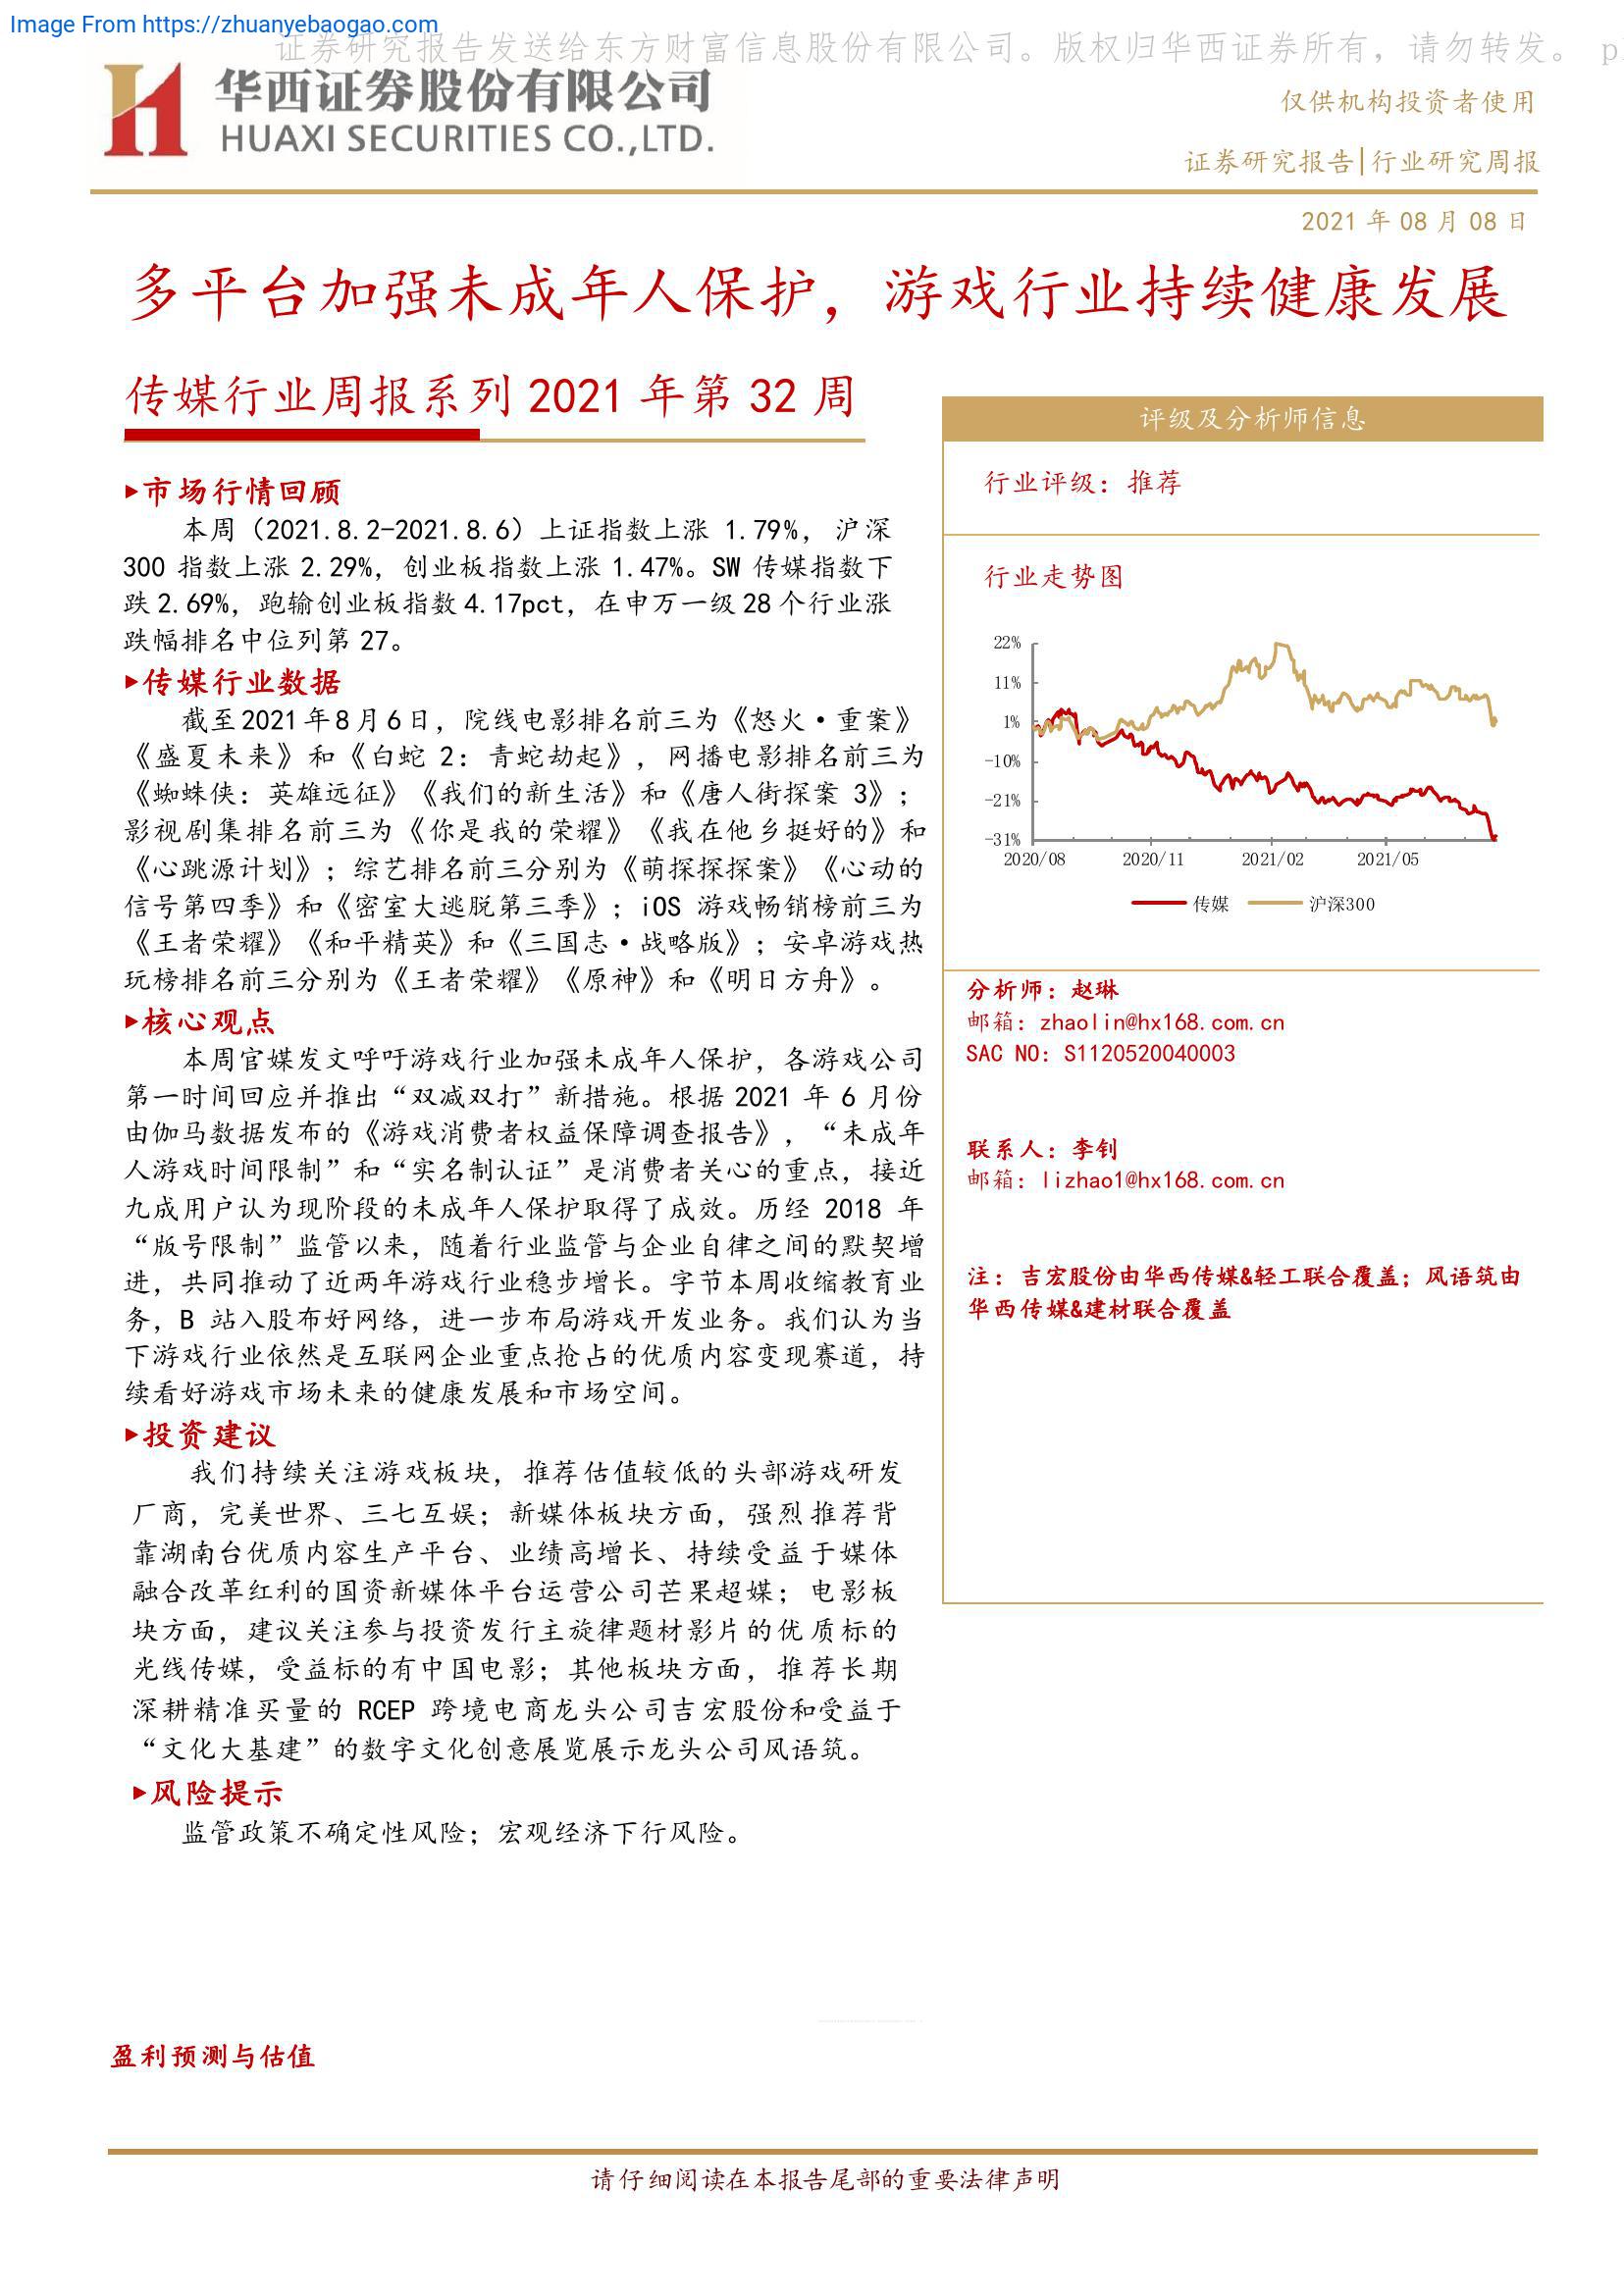 Image From https://zhuanyebaogao.com
证券研究报告发送给东方财富信息股份有限公司。版权归华西证券所有，请勿转发。 p
华西证券股份有限公司
HUAXI SECURITIES CO.,LTD.
仅供机构投资者使用
证券研究报告|行业研究周报
2021 年 08 月 08 日
多平台加强未成年人保护，游戏行业持续健康发展
传媒行业周报系列 2021 年第 32 周
▸市场行情回顾
本周（2021.8.2-2021.8.6）上证指数上涨 1.79%，沪深
300 指数上涨 2.29%，创业板指数上涨 1.47%。SW 传媒指数下
跌 2.69%，跑输创业板指数 4.17pct，在申万一级 28 个行业涨
跌幅排名中位列第 27。
▸传媒行业数据
截至 2021 年 8 月 6 日，院线电影排名前三为《怒火·重案》
《盛夏未来》和《白蛇 2：青蛇劫起》，网播电影排名前三为
《蜘蛛侠：英雄远征》《我们的新生活》和《唐人街探案 3》；
影视剧集排名前三为《你是我的荣耀》《我在他乡挺好的》和
《心跳源计划》；综艺排名前三分别为《萌探探探案》《心动的
信号第四季》和《密室大逃脱第三季》；iOS 游戏畅销榜前三为
《王者荣耀》《和平精英》和《三国志·战略版》；安卓游戏热
玩榜排名前三分别为《王者荣耀》《原神》和《明日方舟》。
▸核心观点
本周官媒发文呼吁游戏行业加强未成年人保护，各游戏公司
第一时间回应并推出“双减双打”新措施。根据 2021 年 6 月份
由伽马数据发布的《游戏消费者权益保障调查报告》，“未成年
人游戏时间限制”和“实名制认证”是消费者关心的重点，接近
九成用户认为现阶段的未成年人保护取得了成效。历经 2018 年
“版号限制”监管以来，随着行业监管与企业自律之间的默契增
进，共同推动了近两年游戏行业稳步增长。字节本周收缩教育业
务，B 站入股布好网络，进一步布局游戏开发业务。我们认为当
下游戏行业依然是互联网企业重点抢占的优质内容变现赛道，持
续看好游戏市场未来的健康发展和市场空间。
▸投资建议
我们持续关注游戏板块，推荐估值较低的头部游戏研发
厂商，完美世界、三七互娱；新媒体板块方面，强烈推荐背
靠湖南台优质内容生产平台、业绩高增长、持续受益于媒体
融合改革红利的国资新媒体平台运营公司芒果超媒；电影板
块方面，建议关注参与投资发行主旋律题材影片的优质标的
光线传媒，受益标的有中国电影；其他板块方面，推荐长期
深耕精准买量的 RCEP 跨境电商龙头公司吉宏股份和受益于
“文化大基建”的数字文化创意展览展示龙头公司风语筑。
▸风险提示
监管政策不确定性风险；宏观经济下行风险。
评级及分析师信息
行业评级：推荐
行业走势图
22%
11%
1%
-10%
-21%
-31%
2020/08 2020/11 2021/02 2021/05
传媒 沪深300
分析师：赵琳
邮箱：zhaolin@hx168.com.cn
SAC NO：S1120520040003
联系人：李钊
邮箱：lizhao1@hx168.com.cn
注：吉宏股份由华西传媒&轻工联合覆盖；风语筑由
华西传媒&建材联合覆盖
盈利预测与估值
请仔细阅读在本报告尾部的重要法律声明